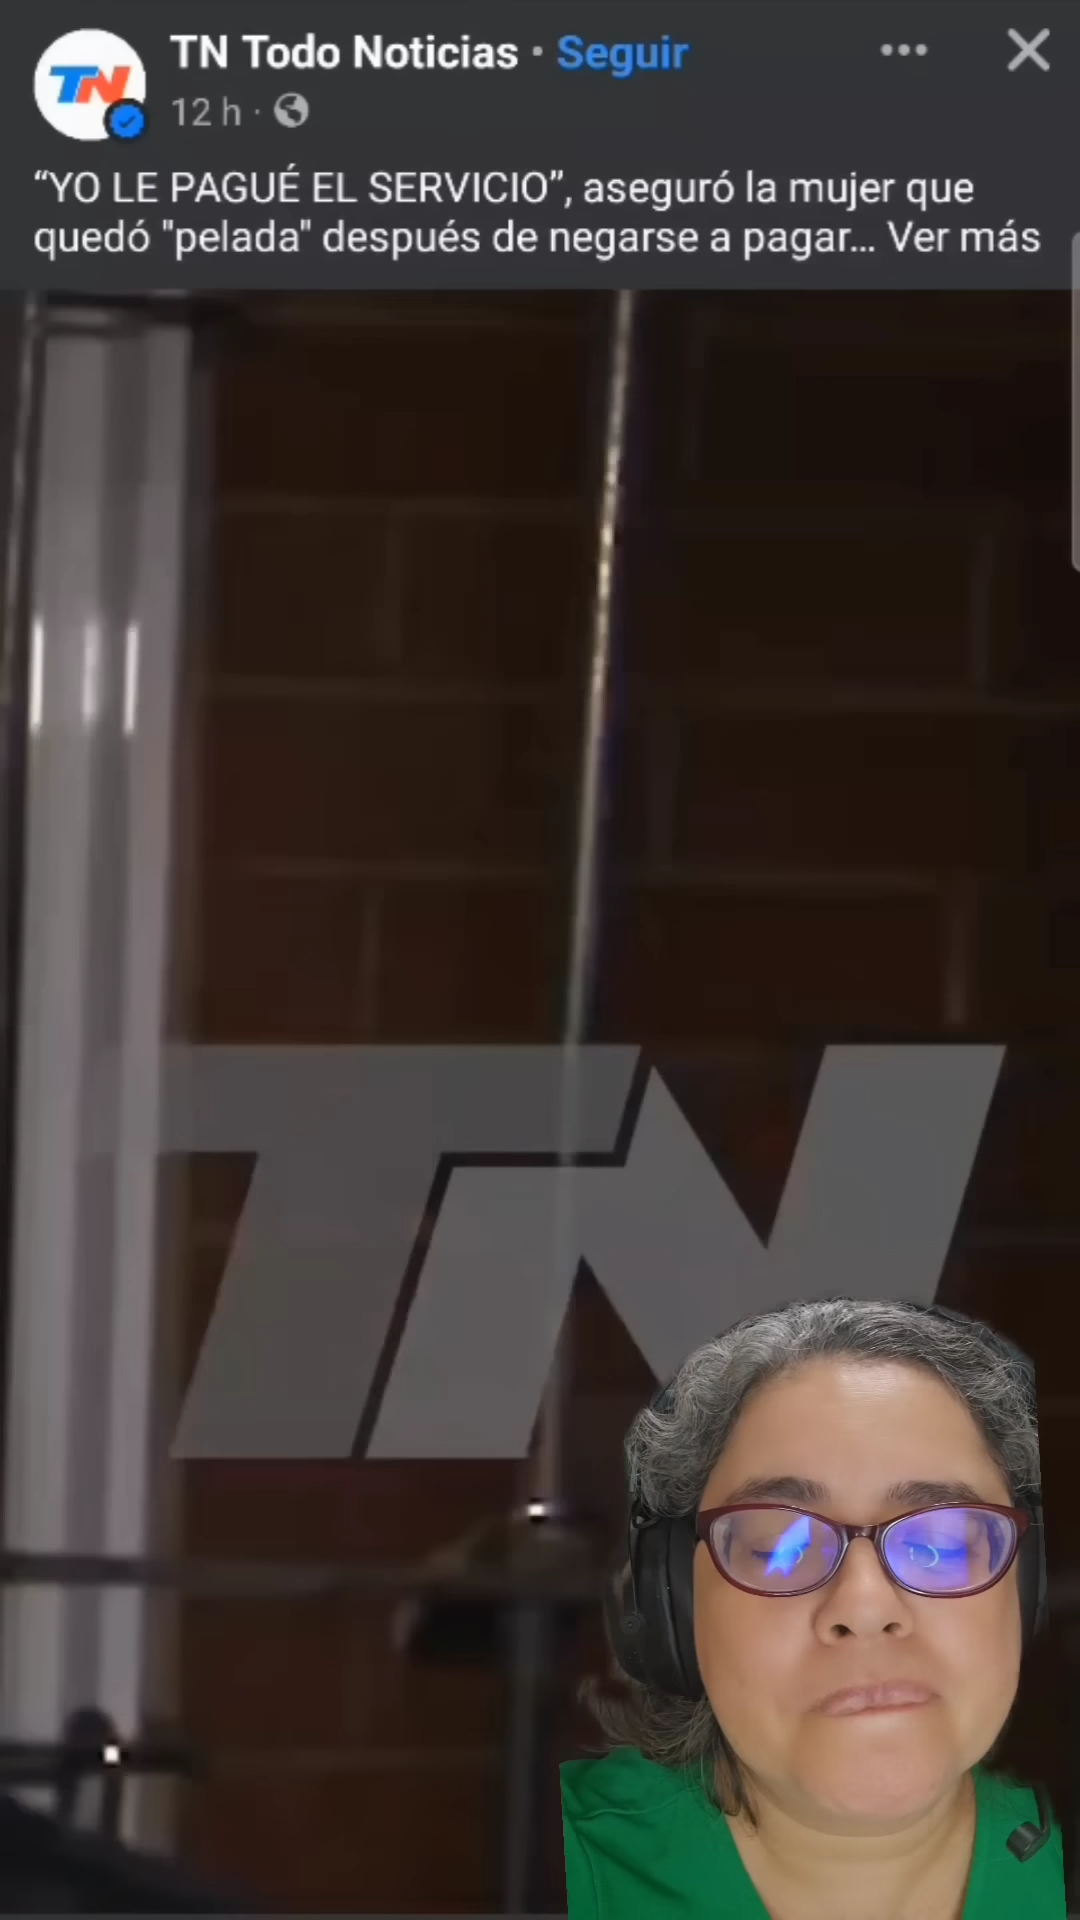 TN
TN Todo Noticias · Seguir
12 h ·
“YO LE PAGUÉ EL SERVICIO”, aseguró la mujer que
quedó "pelada" después de negarse a pagar... Ver más
TN